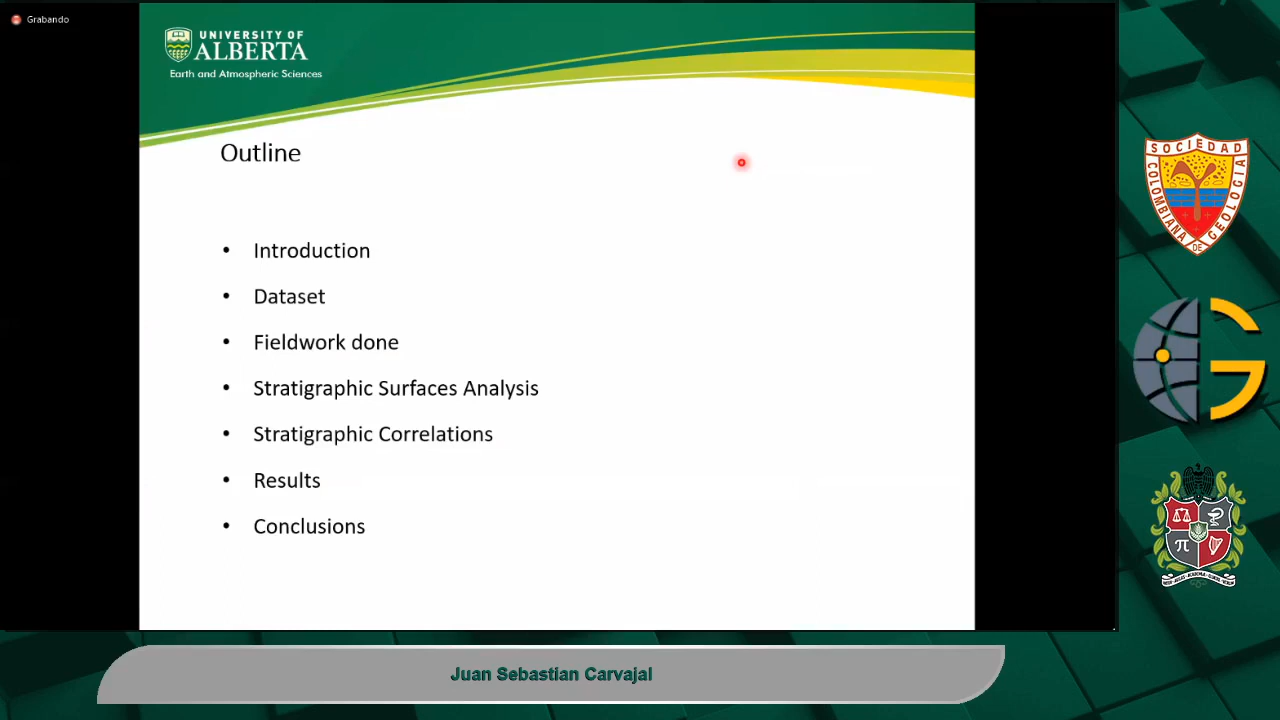 Grabando
UNIVERSITY OF
ALBERTA
Earth and Atmospheric Sciences
Outline
• Introduction
• Dataset
• Fieldwork done
• Stratigraphic Surfaces Analysis
• Stratigraphic Correlations
• Results
• Conclusions
SOCIEDAD
COLOMBIANA
DE
GEOLOGIA
G
π
Juan Sebastian Carvajal